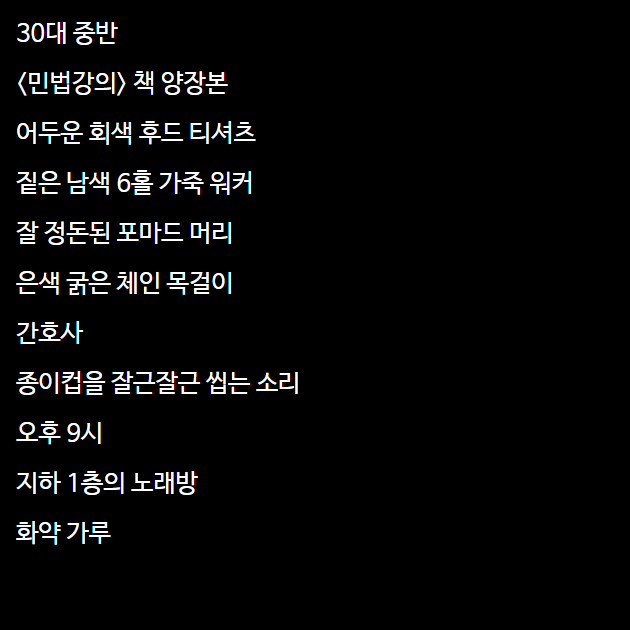 30대 중반
<민법강의> 책 양장본
어두운 회색 후드 티셔츠
짙은 남색 6홀 가죽 워커
잘 정돈된 포마드 머리
은색 굵은 체인 목걸이
간호사
종이컵을 잘근잘근 씹는 소리
오후 9시
지하 1층의 노래방
화약 가루